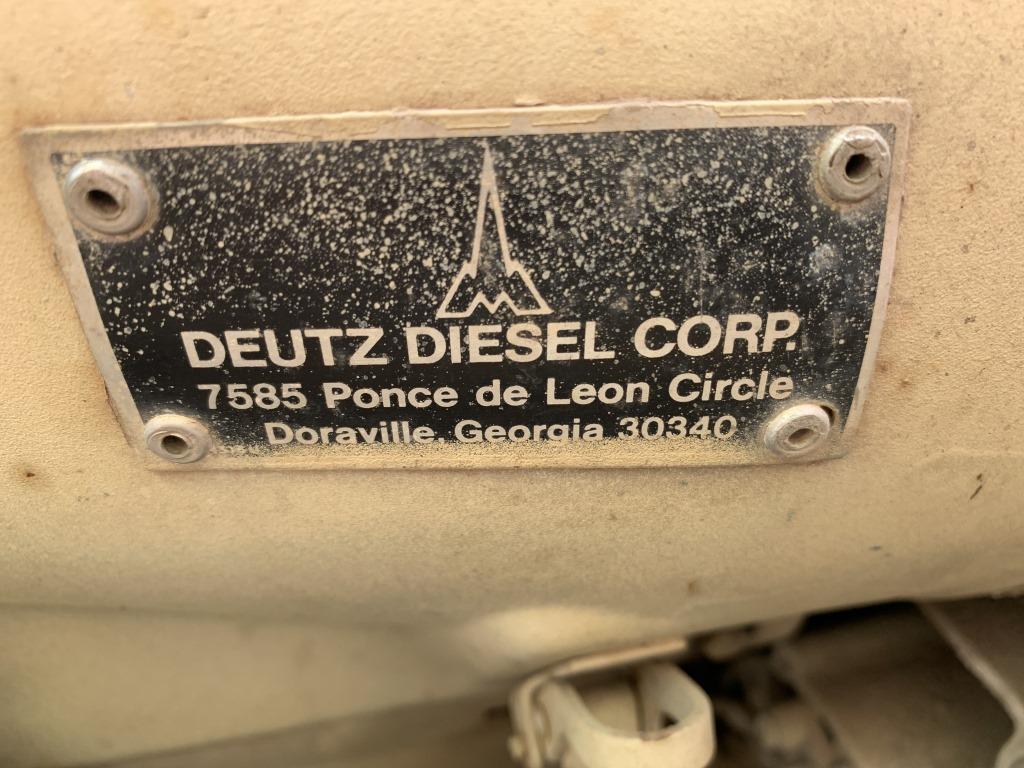 DEUTZ DIESEL CORP.
7585 Ponce de Leon Circle
Doraville, Georgia 30340